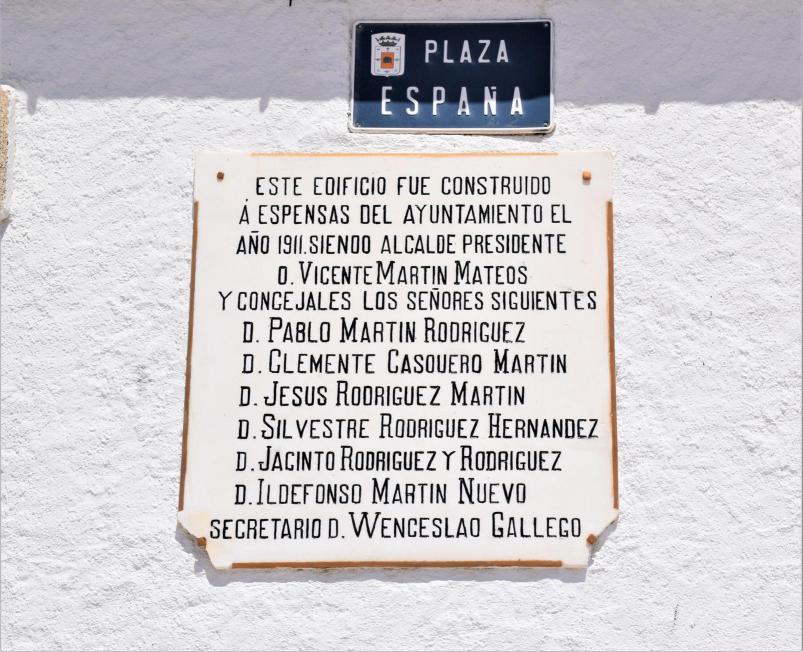 PLAZA
ESPAÑA
ESTE EDIFICIO FUE CONSTRUIDO
Á ESPENSAS DEL AYUNTAMIENTO EL
AÑO 1911.SIENDO ALCALDE PRESIDENTE
D. VICENTE MARTIN MATEOS
Y CONCEJALES LOS SEÑORES SIGUIENTES
D. PABLO MARTIN RODRIGUEZ
D. CLEMENTE CASQUERO MARTIN
D. JESUS RODRIGUEZ MARTIN
D. SILVESTRE RODRIGUEZ HERNANDEZ
D. JACINTO RODRIGUEZ Y RODRIGUEZ
D. ILDEFONSO MARTIN NUEVO
SECRETARIO D. WENCESLAO GALLEGO